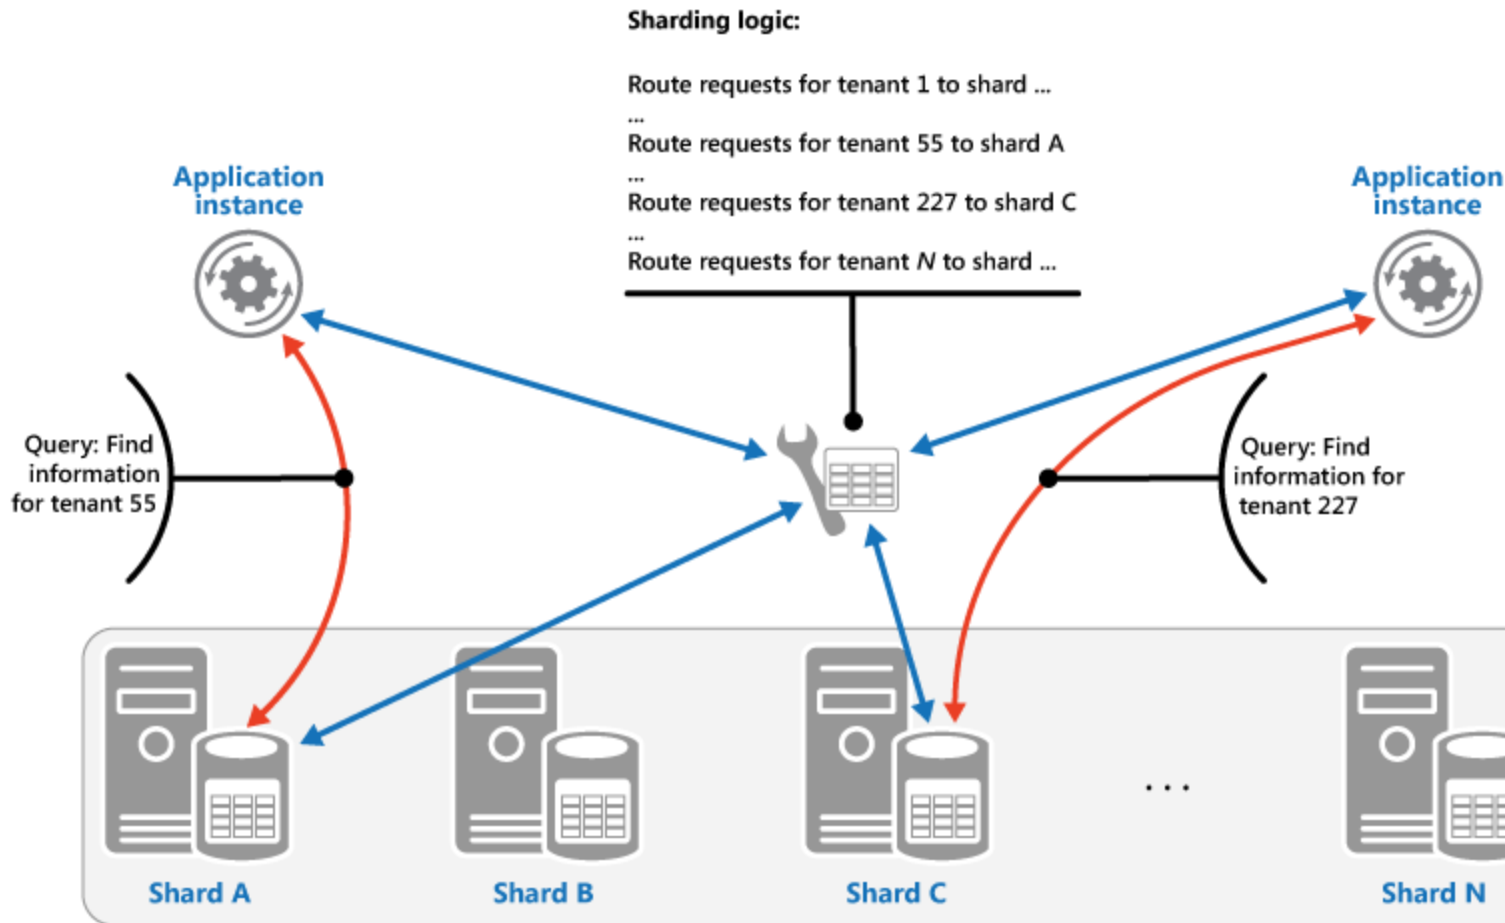 Sharding logic:
Route requests for tenant 1 to shard ...
...
Route requests for tenant 55 to shard A
...
Route requests for tenant 227 to shard C
...
Route requests for tenant N to shard ...
Application
instance
Application
instance
Query: Find
information
for tenant 55
Query: Find
information for
tenant 227
. . .
Shard A
Shard B
Shard C
Shard N